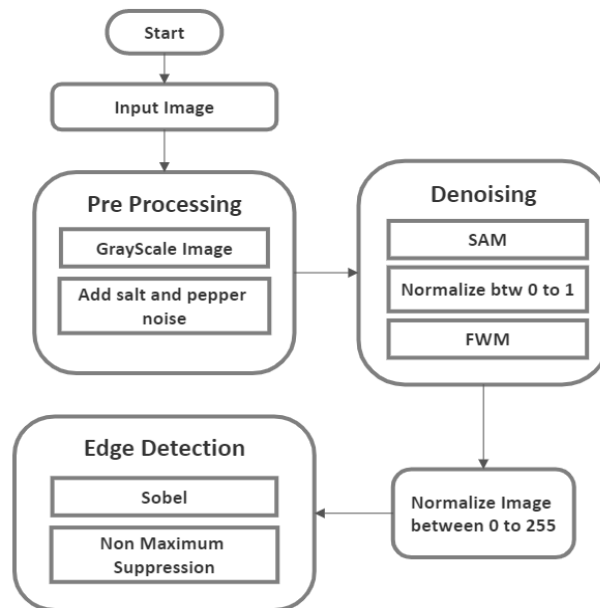 Start
Input Image
Pre Processing
GrayScale Image
Add salt and pepper
noise
Denoising
SAM
Normalize btw 0 to 1
FWM
Normalize Image
between 0 to 255
Edge Detection
Sobel
Non Maximum
Suppression